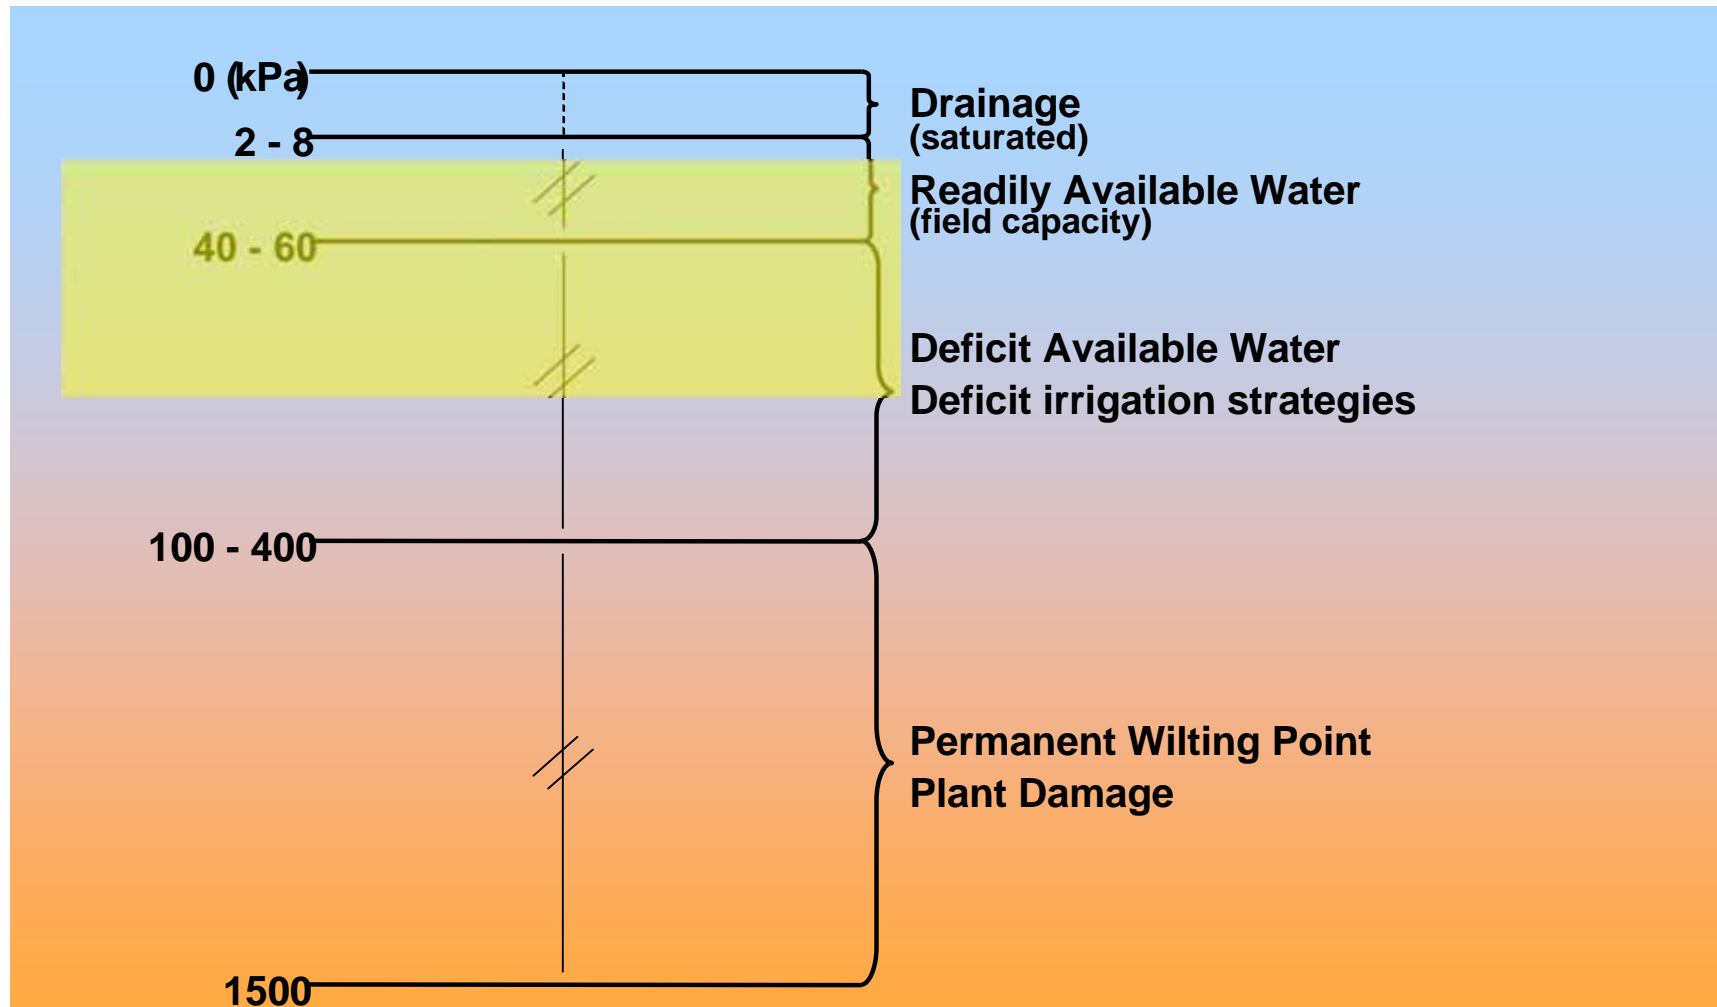 0 (kPa)
Drainage
(saturated)
2 - 8
Readily Available Water
(field capacity)
40 - 60
Deficit Available Water
Deficit irrigation strategies
100 - 400
Permanent Wilting Point
Plant Damage
1500